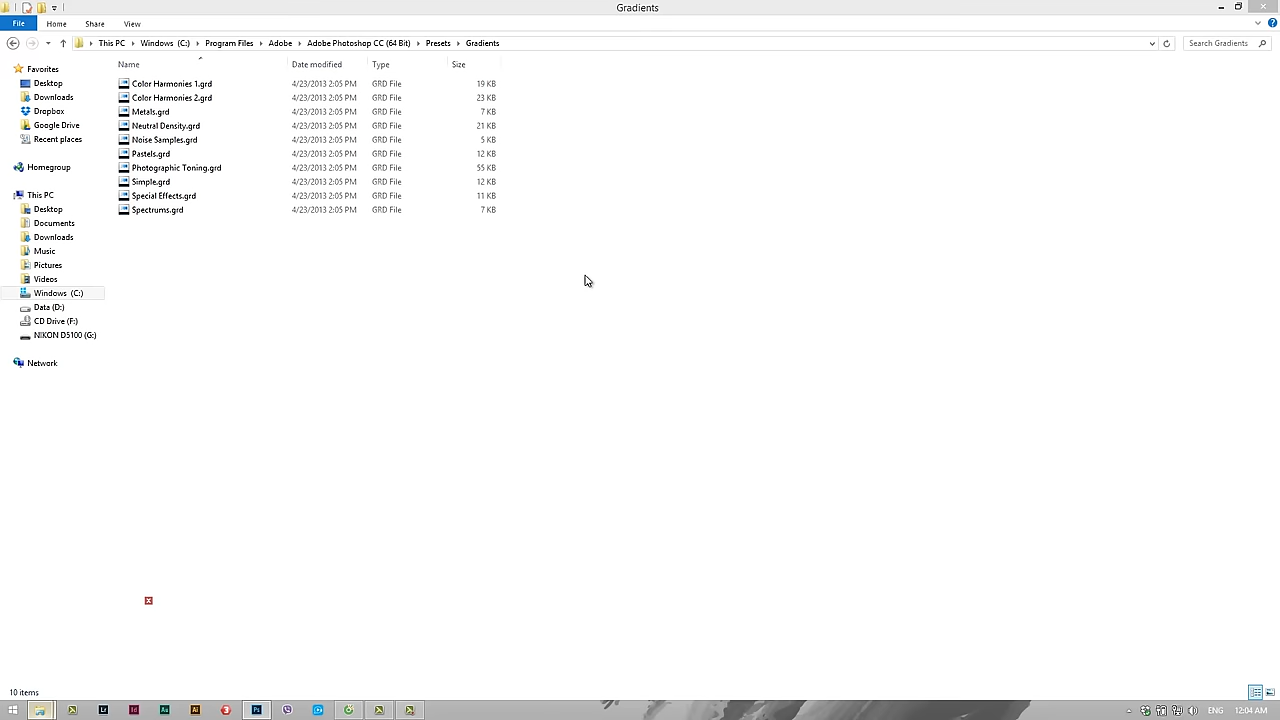 Gradients
File Home Share View
This PC Windows (C:) Program Files Adobe Adobe Photoshop CC (64 Bit) Presets Gradients Search Gradients
Name Date modified Type Size
Favorites
Desktop
Downloads
Dropbox
Google Drive
Recent places
Homegroup
This PC
Desktop
Documents
Downloads
Music
Pictures
Videos
Windows (C:)
Data (D:)
CD Drive (F:)
NIKON D5100 (G:)
Network
Color Harmonies 1.grd 4/23/2013 2:05 PM GRD File 19 KB
Color Harmonies 2.grd 4/23/2013 2:05 PM GRD File 23 KB
Metals.grd 4/23/2013 2:05 PM GRD File 7 KB
Neutral Density.grd 4/23/2013 2:05 PM GRD File 21 KB
Noise Samples.grd 4/23/2013 2:05 PM GRD File 5 KB
Pastels.grd 4/23/2013 2:05 PM GRD File 12 KB
Photographic Toning.grd 4/23/2013 2:05 PM GRD File 55 KB
Simple.grd 4/23/2013 2:05 PM GRD File 12 KB
Special Effects.grd 4/23/2013 2:05 PM GRD File 11 KB
Spectrums.grd 4/23/2013 2:05 PM GRD File 7 KB
10 items
Lr Id Au Ai Ps ENG 12:04 AM